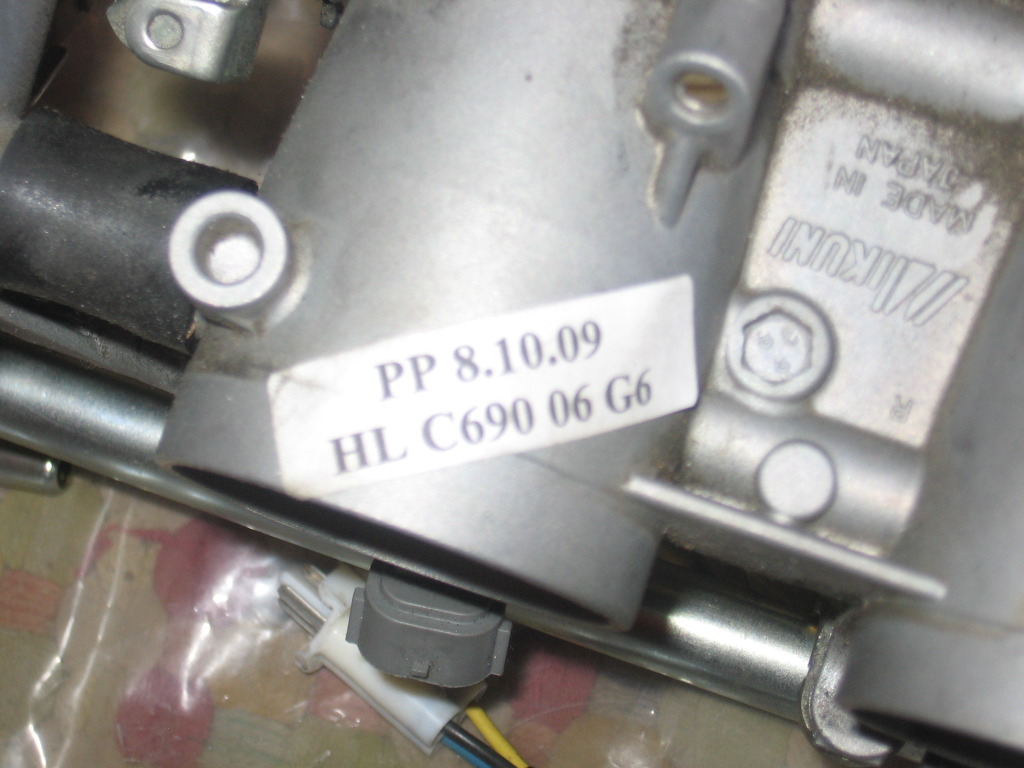 PP 8.10.09
HL C690 06 G6
MADE IN
JAPAN
MIKUNI
R